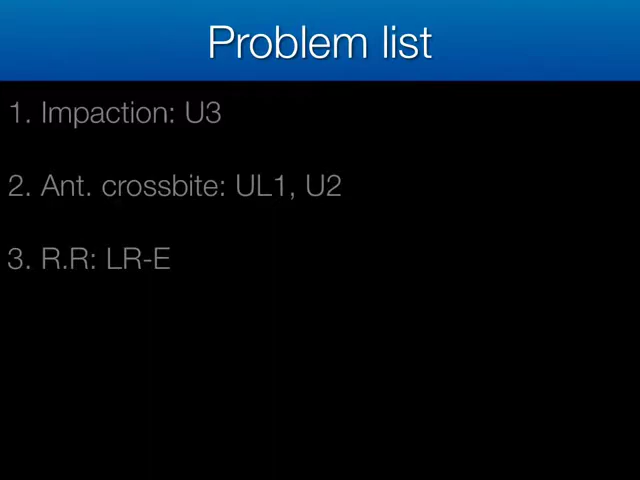 Problem list
1. Impaction: U3
2. Ant. crossbite: UL1, U2
3. R.R: LR-E